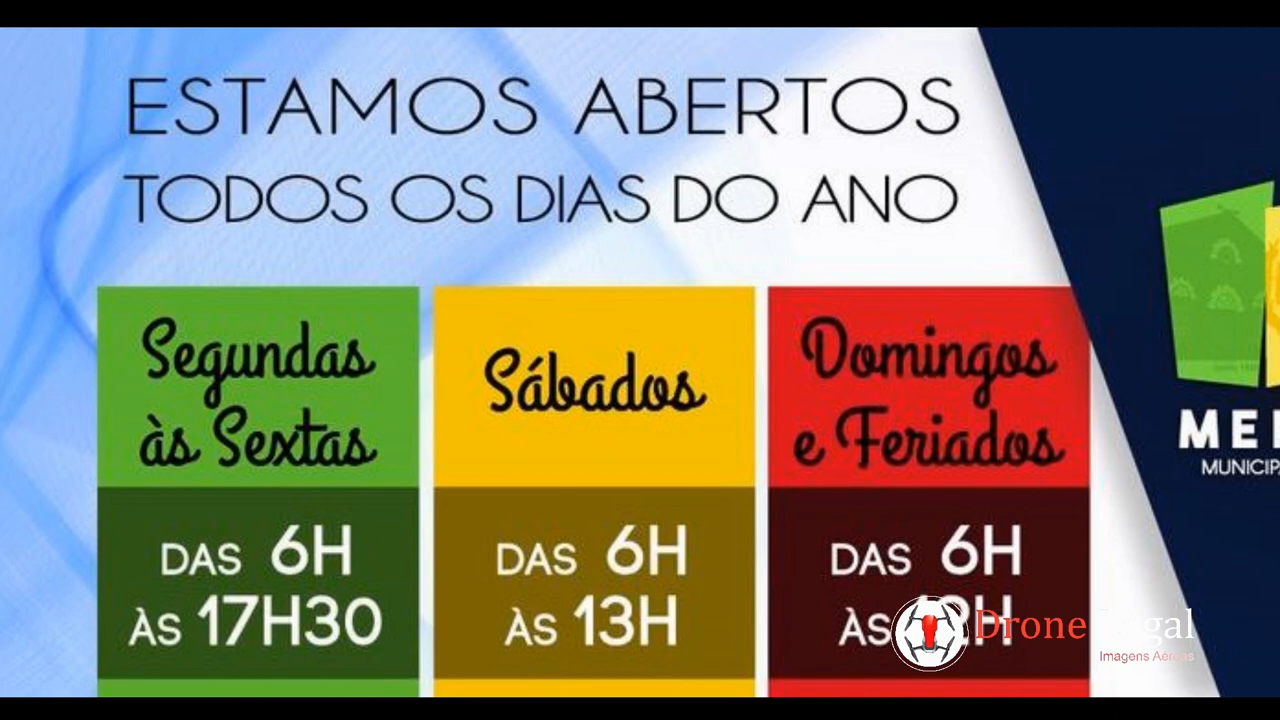 ESTAMOS ABERTOS
TODOS OS DIAS DO ANO
Segundas
às Sextas
Sábados
Domingos
e Feriados
DAS 6H
ÀS 17H30
DAS 6H
ÀS 13H
DAS 6H
ÀS
Drone
Imagens Aéreas